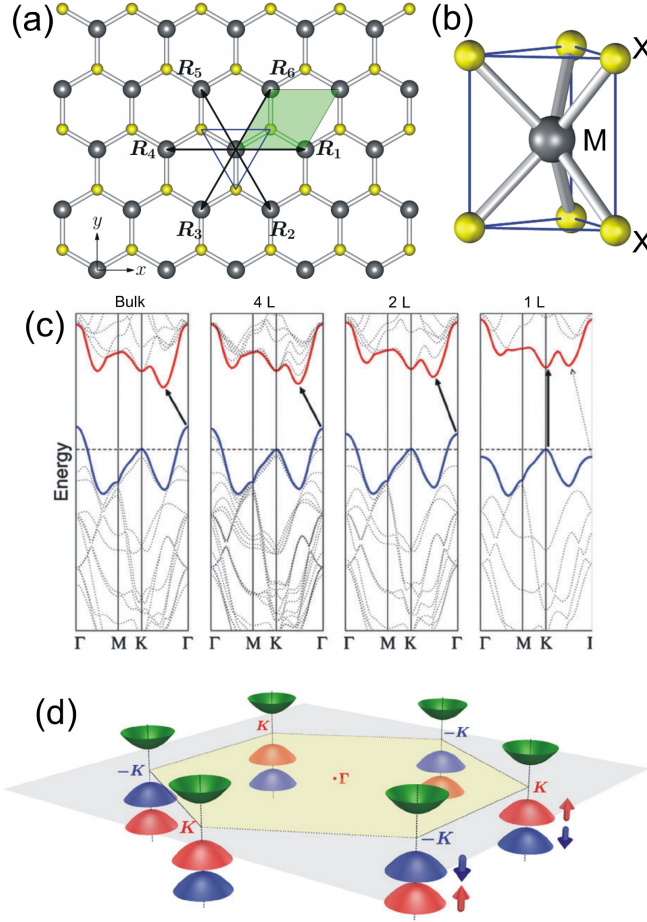 (a)
R5
R6
R4
R1
R3
R2
y
x
(b)
X
M
X
(c)
Bulk
4 L
2 L
1 L
Energy
Γ M K Γ
Γ M K Γ
Γ M K Γ
Γ M K Γ
(d)
K
-K
-K
·Γ
K
K
-K